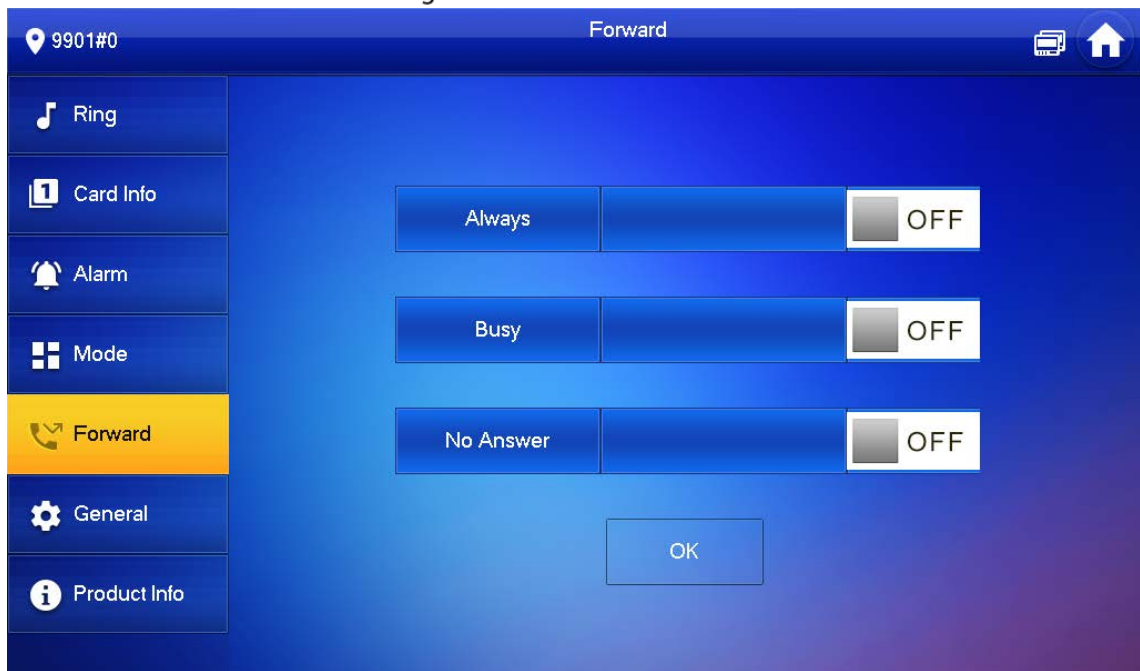 Forward
9901#0
Ring
Card Info
Alarm
Mode
Forward
General
Product Info
Always
OFF
Busy
OFF
No Answer
OFF
OK